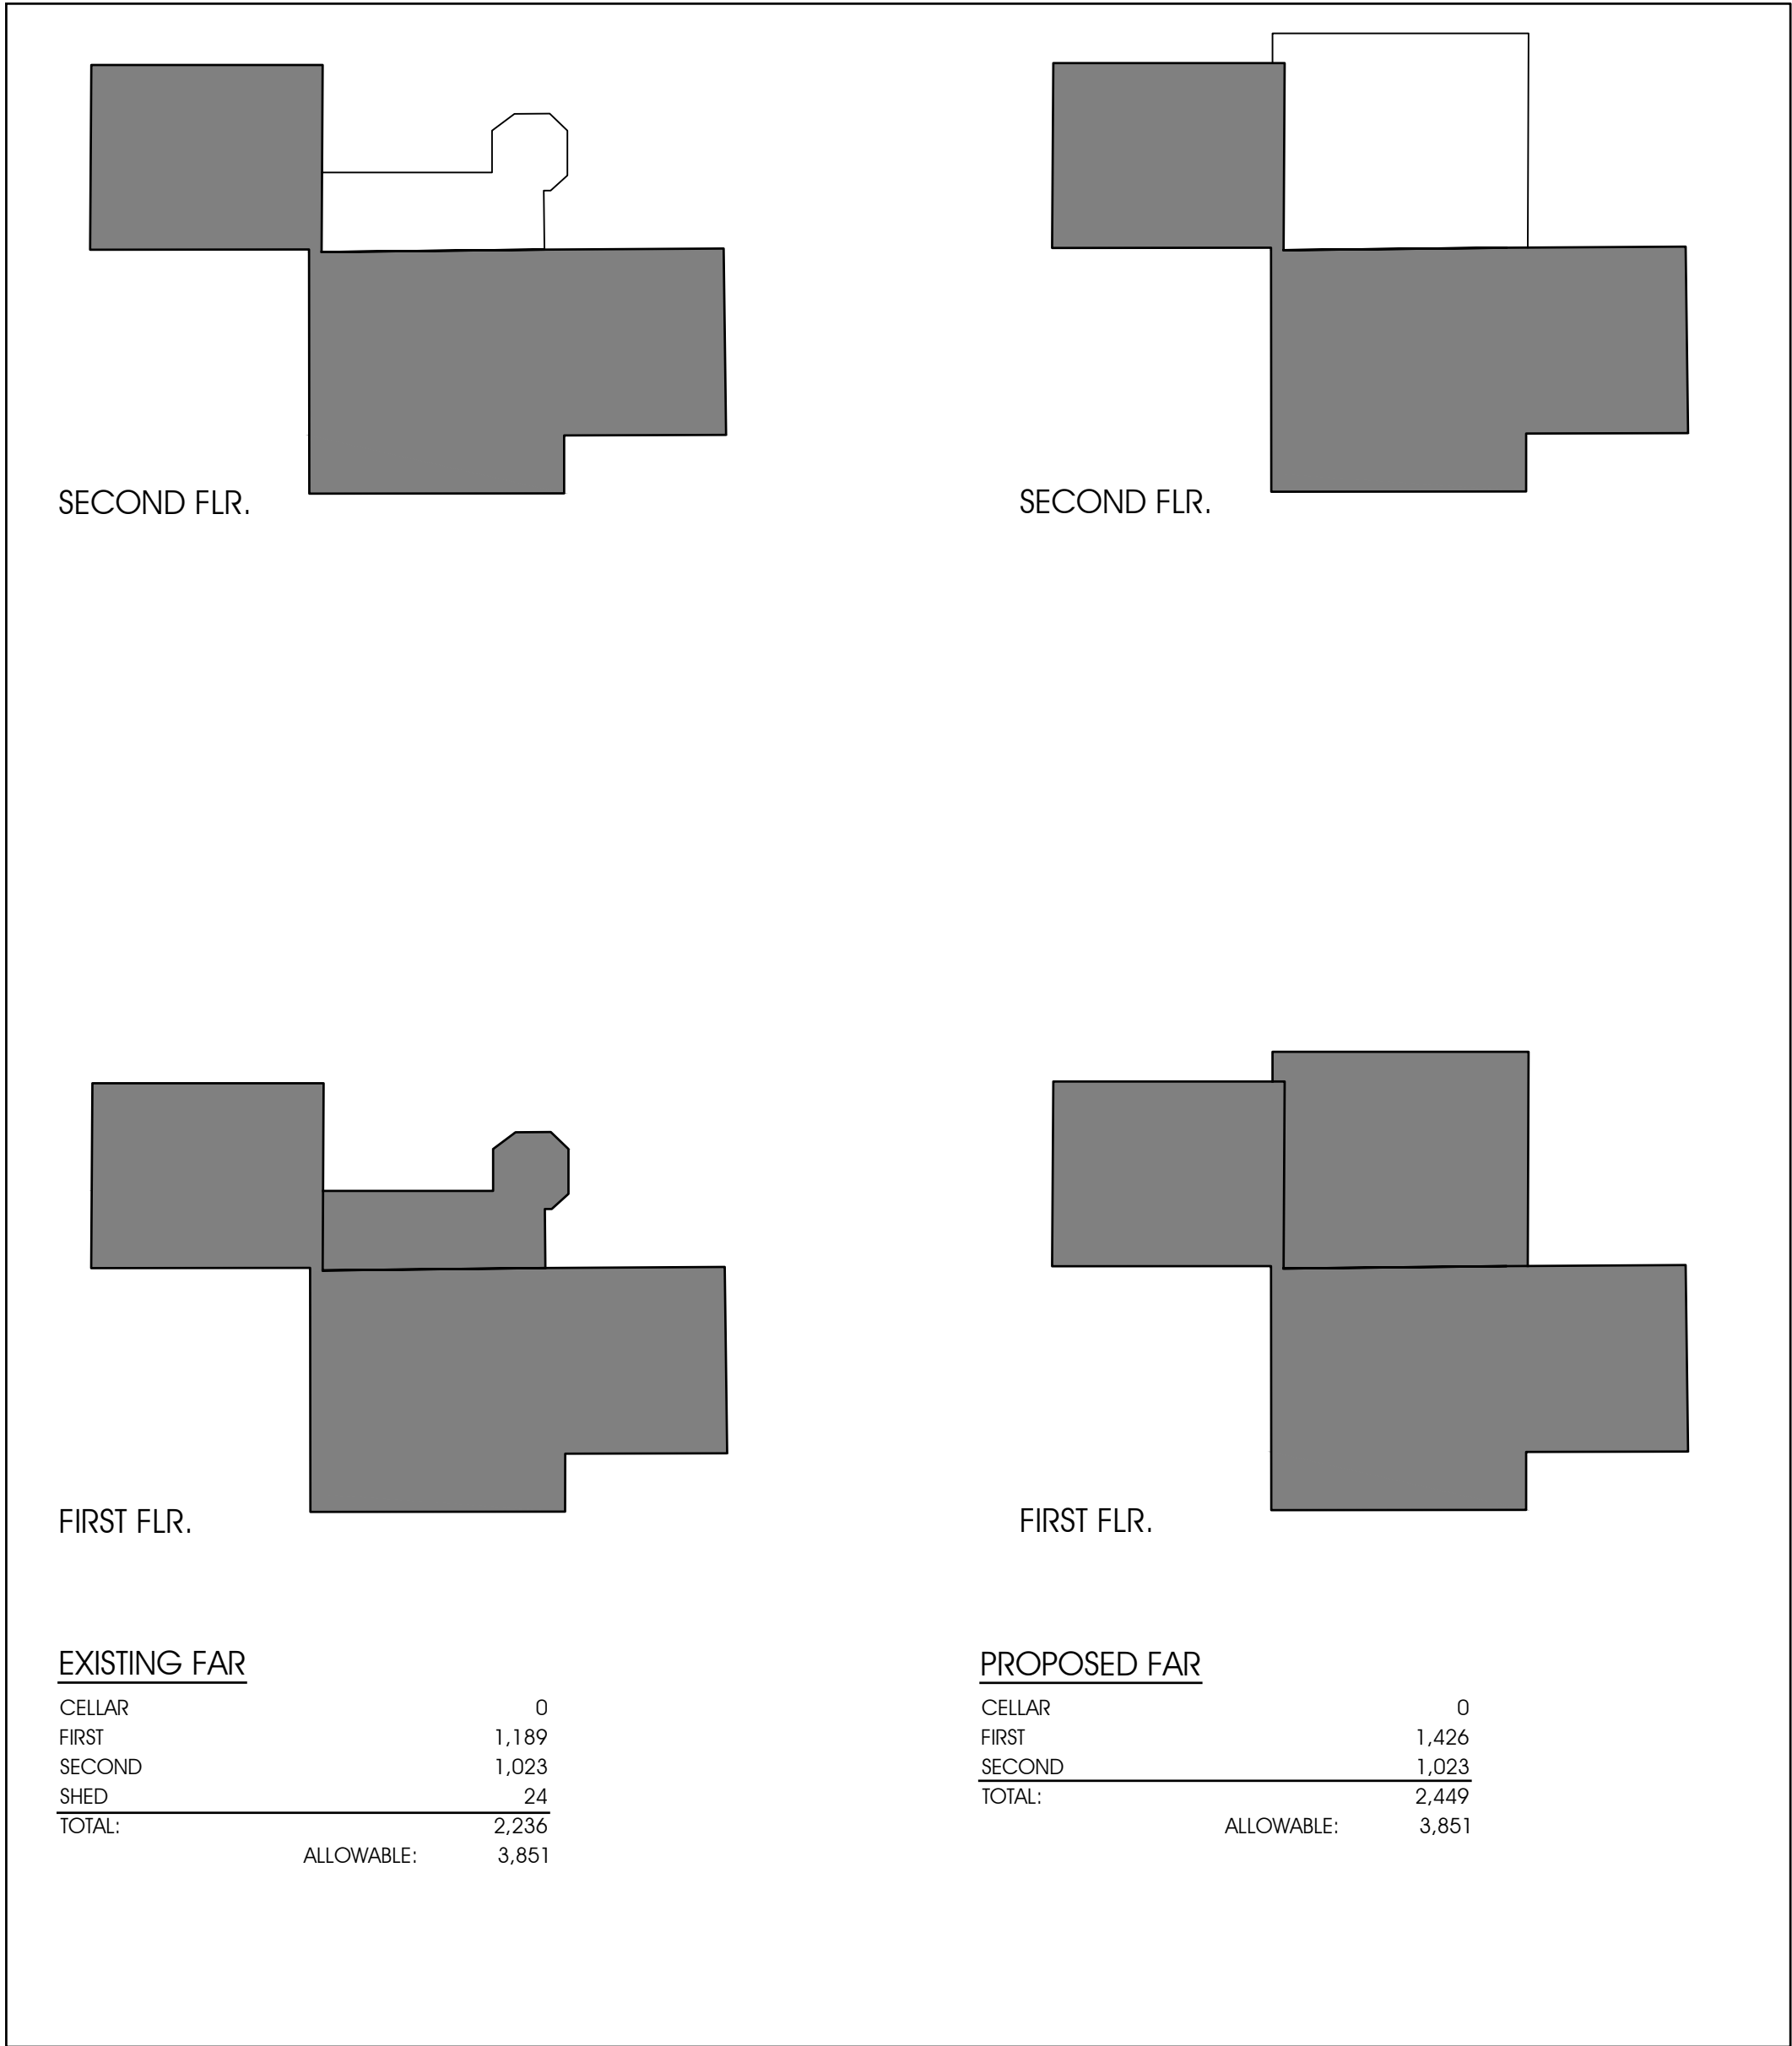 SECOND FLR.
SECOND FLR.
FIRST FLR.
FIRST FLR.
EXISTING FAR
CELLAR 0
FIRST 1,189
SECOND 1,023
SHED 24
TOTAL: 2,236
ALLOWABLE: 3,851
PROPOSED FAR
CELLAR 0
FIRST 1,426
SECOND 1,023
TOTAL: 2,449
ALLOWABLE: 3,851